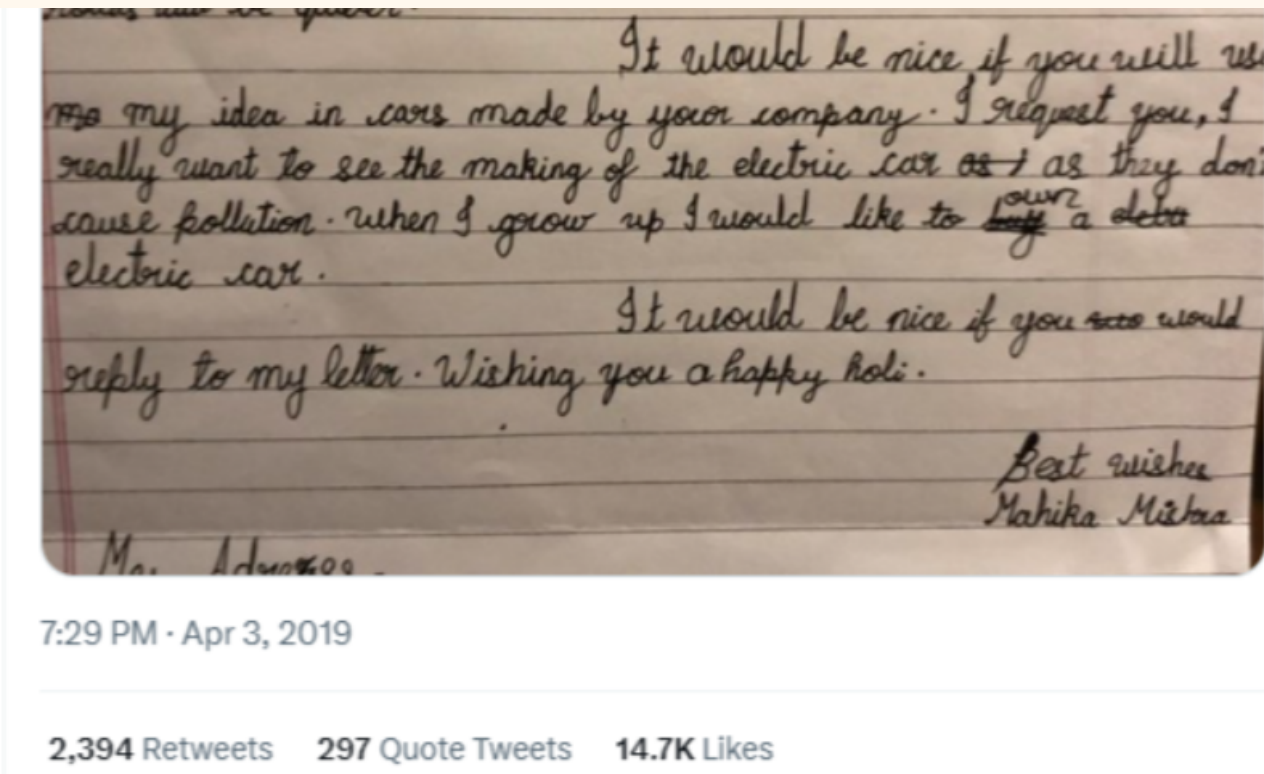 It would be nice, if you will us
my idea in cars made by your company. I request you, I
really want to see the making of the electric car as they don'
cause pollution. When I grow up I would like to own a
electric car.
It would be nice if you would
reply to my letter. Wishing you a happy holi.
Best wishes
Mahika Mishra
My Address
7:29 PM · Apr 3, 2019
2,394 Retweets 297 Quote Tweets 14.7K Likes